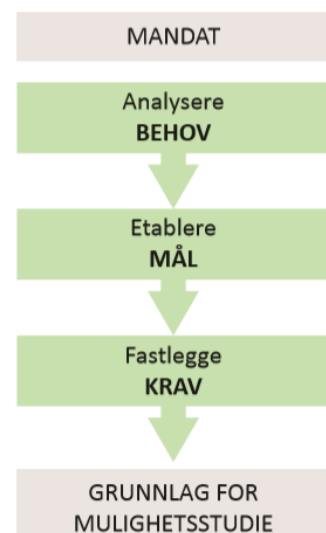 MANDAT
Analysere
BEHOV
Etablere
MÅL
Fastlegge
KRAV
GRUNNLAG FOR
MULIGHETSSTUDIE